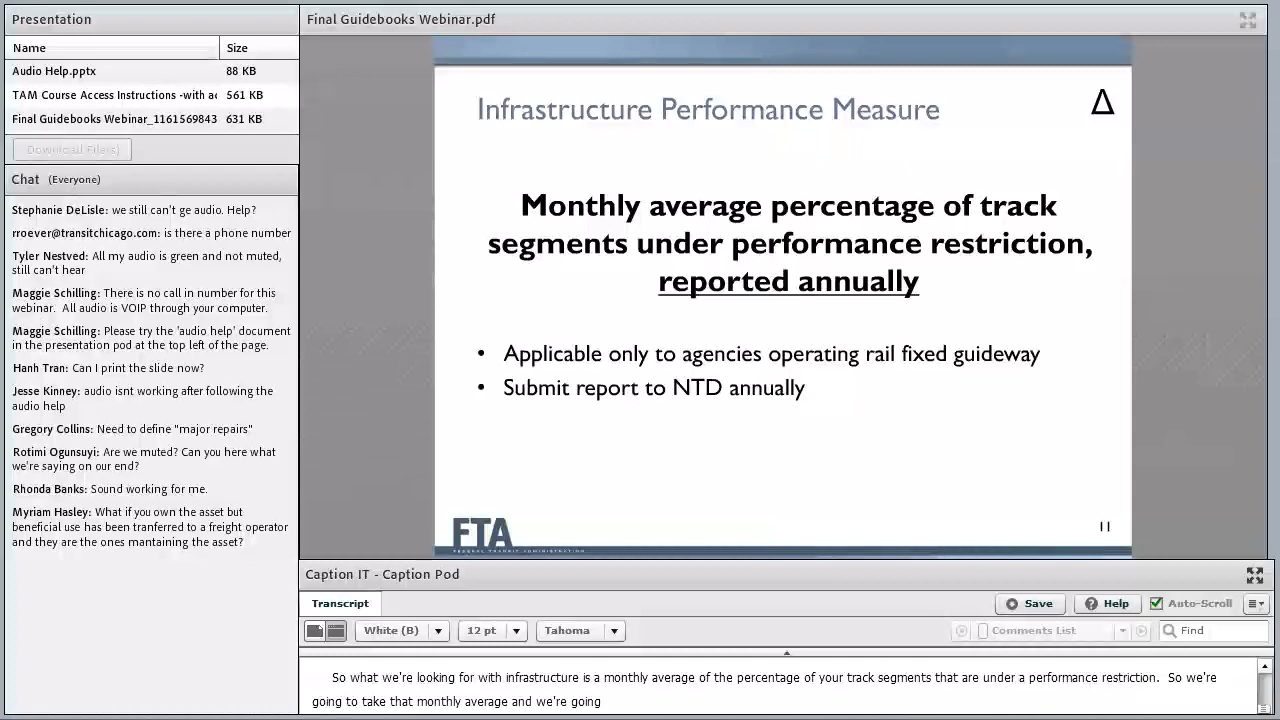 Presentation
Name
Size
Audio Help.pptx
88 KB
TAM Course Access Instructions -with ac
561 KB
Final Guidebooks Webinar_1161569843
631 KB
Download File(s)
Chat (Everyone)
Stephanie DeLisle: we still can't ge audio. Help?
rroever@transitchicago.com: is there a phone number
Tyler Nestved: All my audio is green and not muted,
still can't hear
Maggie Schilling: There is no call in number for this
webinar. All audio is VOIP through your computer.
Maggie Schilling: Please try the 'audio help' document
in the presentation pod at the top left of the page.
Hanh Tran: Can I print the slide now?
Jesse Kinney: audio isnt working after following the
audio help
Gregory Collins: Need to define "major repairs"
Rotimi Ogunsuyi: Are we muted? Can you here what
we're saying on our end?
Rhonda Banks: Sound working for me.
Myriam Hasley: What if you own the asset but
beneficial use has been tranferred to a freight operator
and they are the ones mantaining the asset?
Final Guidebooks Webinar.pdf
Infrastructure Performance Measure
Δ
Monthly average percentage of track
segments under performance restriction,
reported annually
• Applicable only to agencies operating rail fixed guideway
• Submit report to NTD annually
FTA
FEDERAL TRANSIT ADMINISTRATION
11
Caption IT - Caption Pod
Transcript
Save
Help
Auto-Scroll
White (B)
12 pt
Tahoma
Comments List
Find
So what we're looking for with infrastructure is a monthly average of the percentage of your track segments that are under a performance restriction. So we're
going to take that monthly average and we're going